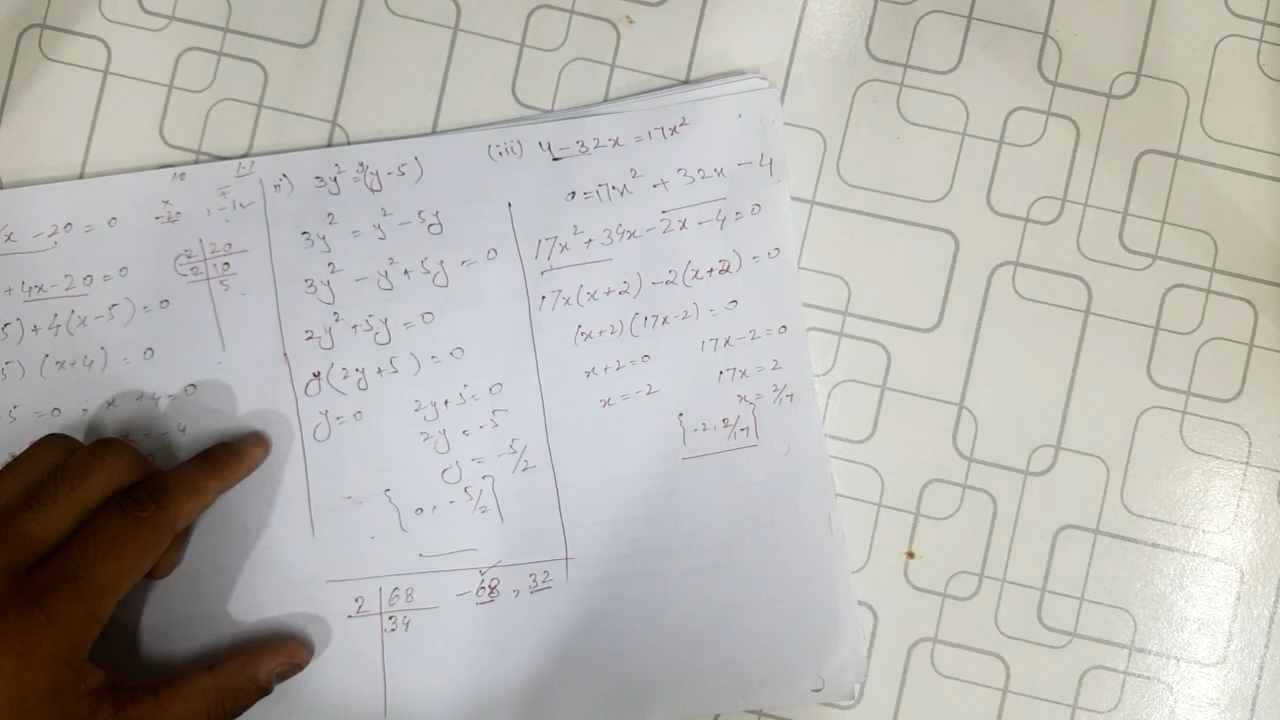 x - 20 = 0
+ 4x - 20 = 0
5) + 4(x - 5) = 0
5) (x + 4) = 0
5 = 0 ; x + 4 = 0
x = -4
2 | 20
2 | 10
5
ii) 3y² = y(y - 5)
3y² = y² - 5y
3y² - y² + 5y = 0
2y² + 5y = 0
y(2y + 5) = 0
y = 0 2y + 5 = 0
2y = -5
y = -5/2
{0, -5/2}
(iii) 4 - 32x = 17x²
0 = 17x² + 32x - 4
17x² + 34x - 2x - 4 = 0
17x(x + 2) - 2(x + 2) = 0
(x + 2) (17x - 2) = 0
x + 2 = 0 17x - 2 = 0
x = -2 17x = 2
x = 2/17
{-2, 2/17}
2 | 68 -68, 32
34